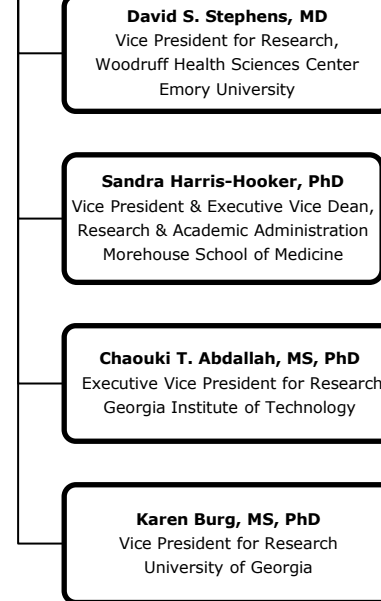 David S. Stephens, MD
Vice President for Research,
Woodruff Health Sciences Center
Emory University
Sandra Harris-Hooker, PhD
Vice President & Executive Vice Dean,
Research & Academic Administration
Morehouse School of Medicine
Chaouki T. Abdallah, MS, PhD
Executive Vice President for Research
Georgia Institute of Technology
Karen Burg, MS, PhD
Vice President for Research
University of Georgia